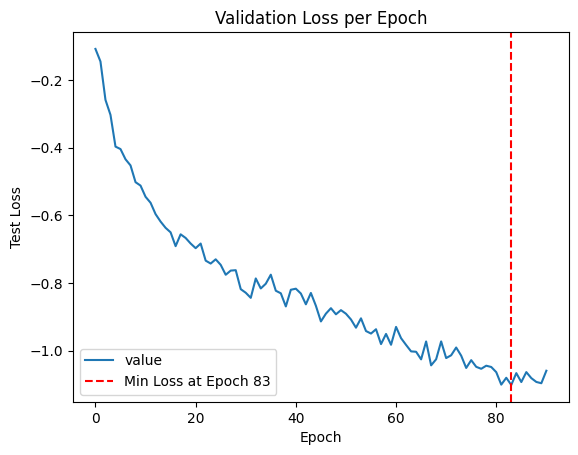 Validation Loss per Epoch
Test Loss
−0.2
−0.4
−0.6
−0.8
−1.0
value
Min Loss at Epoch 83
0
20
40
60
80
Epoch